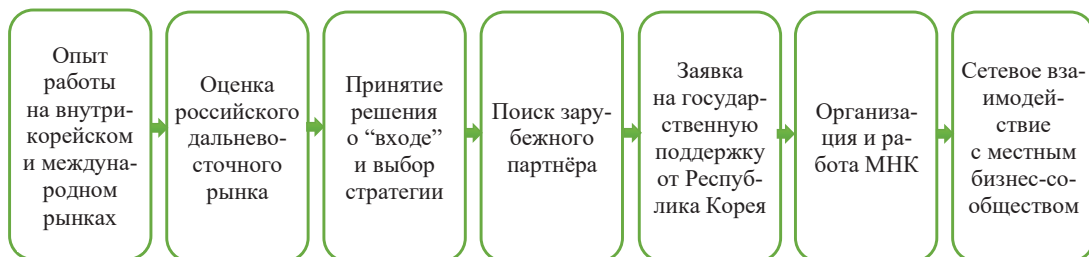 Опыт
работы
на внутри-
корейском
и междуна-
родном
рынках
Оценка
российского
дальнево-
сточного
рынка
Принятие
решения
о “входе”
и выбор
стратегии
Поиск зару-
бежного
партнёра
Заявка
на государ-
ственную
поддержку
от Респуб-
лика Корея
Организа-
ция и ра-
бота МНК
Сетевое вза-
имодей-
ствие
с местным
бизнес-со-
обществом